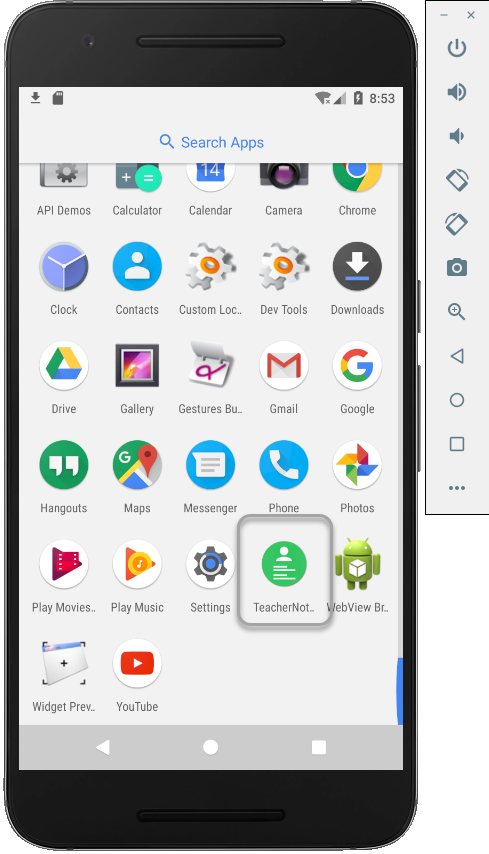 8:53
Search Apps
14
API Demos Calculator Calendar Camera Chrome
Clock Contacts Custom Loc.. Dev Tools Downloads
Drive Gallery Gestures Bu.. Gmail Google
Hangouts Maps Messenger Phone Photos
Play Movies.. Play Music Settings TeacherNot.. WebView Br..
Widget Prev.. YouTube